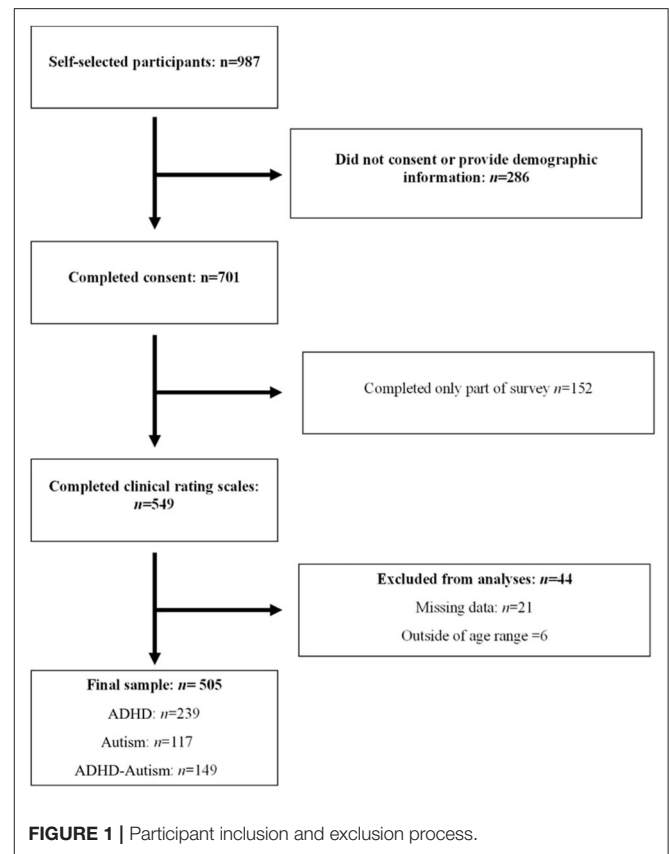 Self-selected participants: n=987
Did not consent or provide demographic
information: n=286
Completed consent: n=701
Completed only part of survey n=152
Completed clinical rating scales:
n=549
Excluded from analyses: n=44
Missing data: n=21
Outside of age range =6
Final sample: n= 505
ADHD: n=239
Autism: n=117
ADHD-Autism: n=149
FIGURE 1 | Participant inclusion and exclusion process.